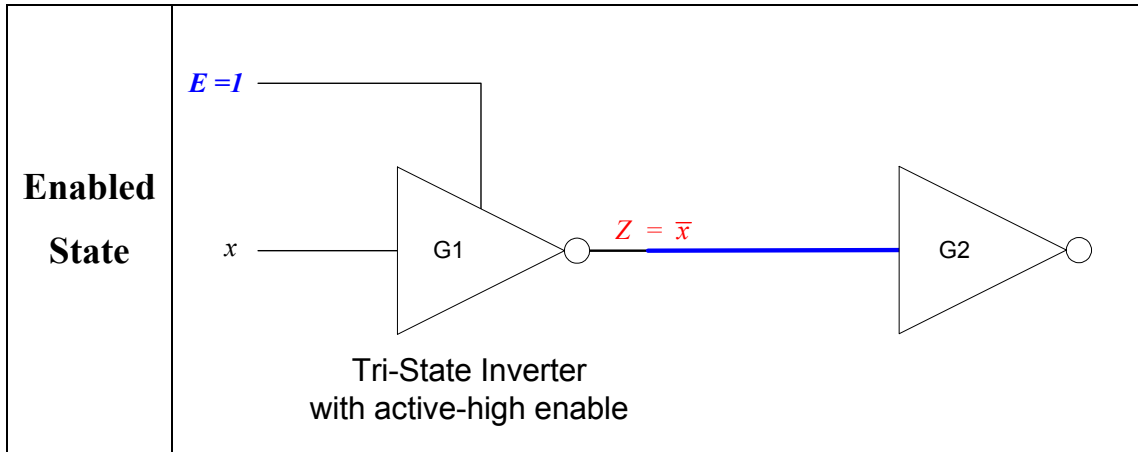 Enabled
State
E =1
x
G1
Z = x̅
G2
Tri-State Inverter
with active-high enable